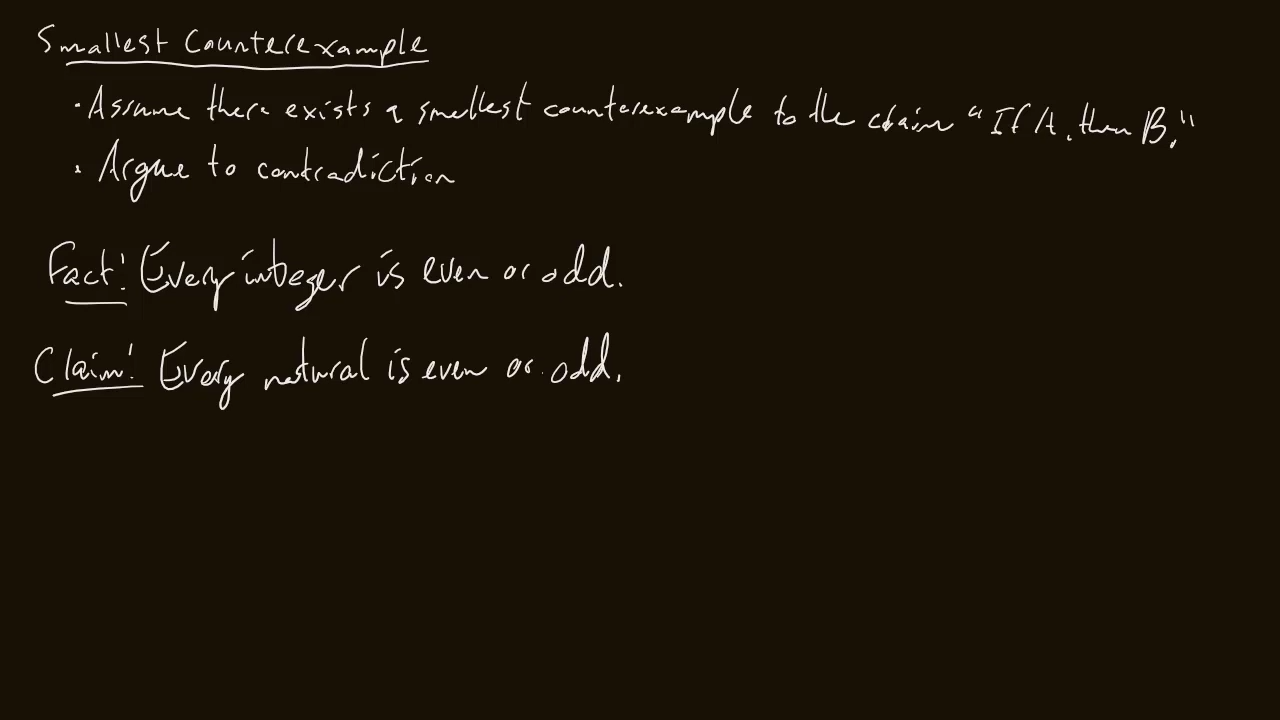 Smallest Counterexample
· Assume there exists a smallest counterexample to the claim "If A, then B."
· Argue to contradiction
Fact: Every integer is even or odd.
Claim: Every natural is even or odd.